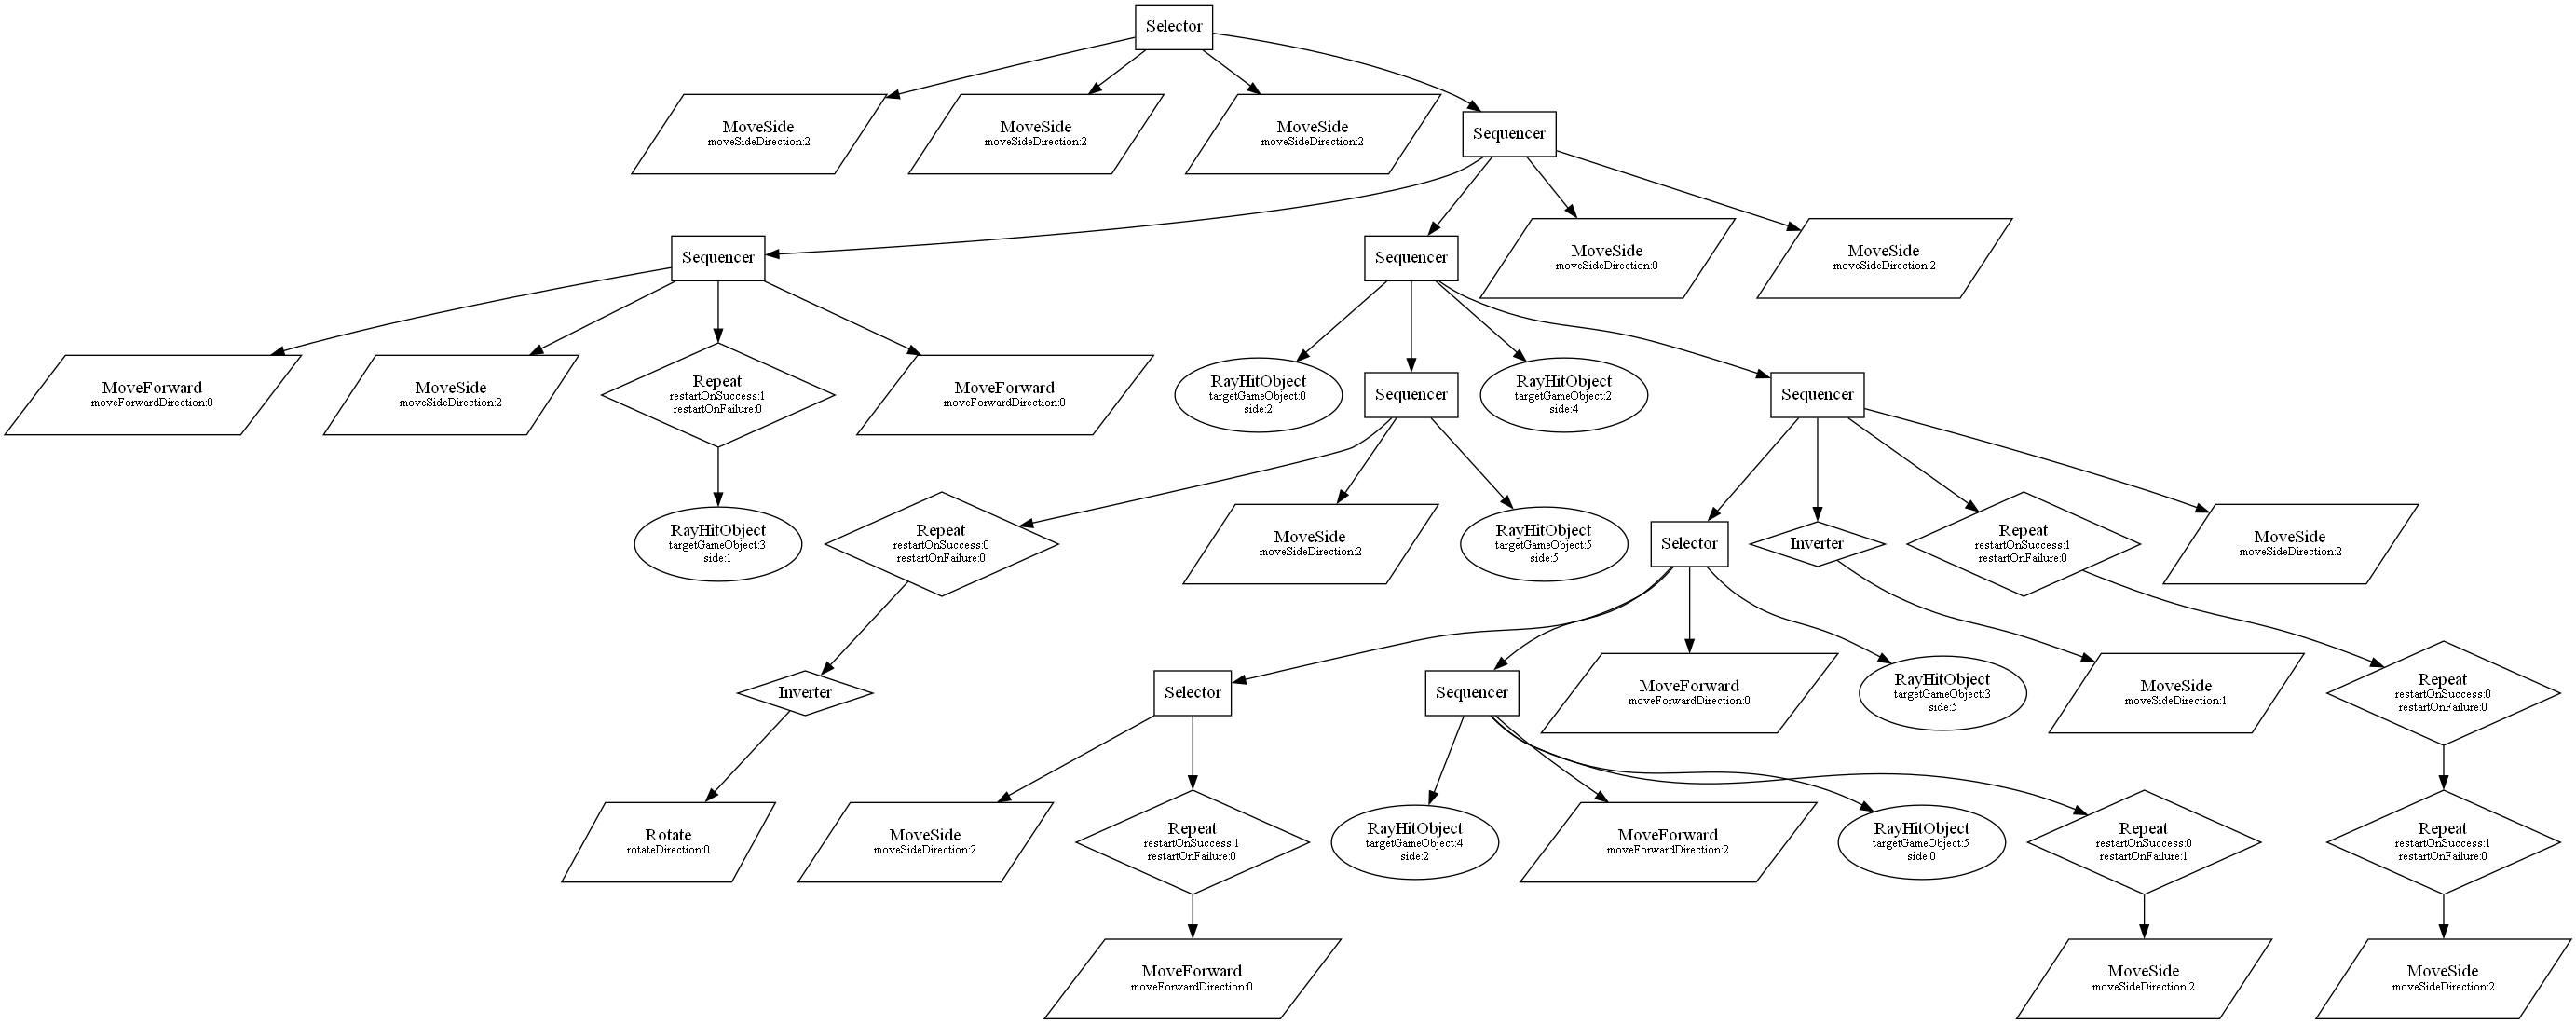 Selector
MoveSide
moveSideDirection:2
MoveSide
moveSideDirection:2
MoveSide
moveSideDirection:2
Sequencer
Sequencer
Sequencer
MoveSide
moveSideDirection:0
MoveSide
moveSideDirection:2
MoveForward
moveForwardDirection:0
MoveSide
moveSideDirection:2
Repeat
restartOnSuccess:1
restartOnFailure:0
MoveForward
moveForwardDirection:0
RayHitObject
targetGameObject:0
side:2
Sequencer
RayHitObject
targetGameObject:2
side:4
Sequencer
RayHitObject
targetGameObject:3
side:1
Repeat
restartOnSuccess:0
restartOnFailure:0
MoveSide
moveSideDirection:2
RayHitObject
targetGameObject:5
side:5
Selector
Inverter
Repeat
restartOnSuccess:1
restartOnFailure:0
MoveSide
moveSideDirection:2
Inverter
Selector
Sequencer
MoveForward
moveForwardDirection:0
RayHitObject
targetGameObject:3
side:5
MoveSide
moveSideDirection:1
Repeat
restartOnSuccess:0
restartOnFailure:0
Rotate
rotateDirection:0
MoveSide
moveSideDirection:2
Repeat
restartOnSuccess:1
restartOnFailure:0
RayHitObject
targetGameObject:4
side:2
MoveForward
moveForwardDirection:2
RayHitObject
targetGameObject:5
side:0
Repeat
restartOnSuccess:0
restartOnFailure:1
Repeat
restartOnSuccess:1
restartOnFailure:0
MoveForward
moveForwardDirection:0
MoveSide
moveSideDirection:2
MoveSide
moveSideDirection:2